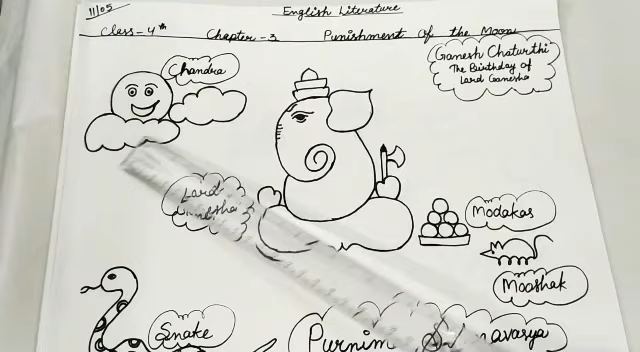 11/05
English Literature
Class-4th Chapter-3 Punishment of the Moon
Ganesh Chaturthi
The Birthday of
Lord Ganesha
Chandra
Lord
Modakas
Mooshak
Snake